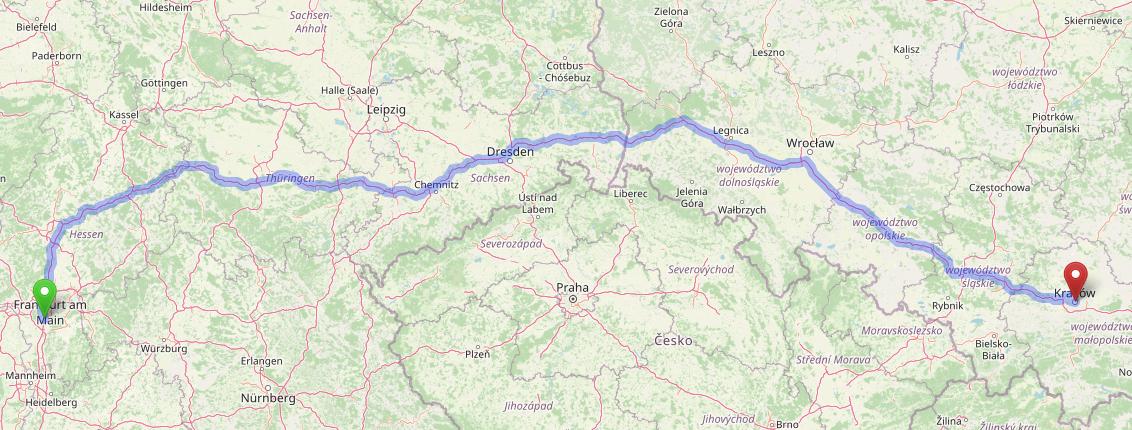 Hildesheim
Bielefeld
Sachsen-
Anhalt
Zielona
Góra
Skierniewice
Paderborn
Leszno
Kalisz
Cottbus
- Chóśebuz
Göttingen
Halle (Saale)
województwo
łódzkie
Leipzig
Kassel
Piotrków
Trybunalski
Legnica
Wrocław
Dresden
Thüringen
Chemnitz
Sachsen
województwo
dolnośląskie
Częstochowa
Liberec
Jelenia
Góra
Ústí nad
Labem
Wałbrzych
Hessen
województwo
opolskie
Severozápad
Severovýchod
województwo
śląskie
Praha
Kraków
Frankfurt am
Main
Rybnik
Moravskoslezsko
województwo
małopolskie
Česko
Würzburg
Plzeň
Erlangen
Bielsko-
Biała
Střední Morava
Mannheim
Heidelberg
Nürnberg
Jihozápad
Jihovýchod
Brno
Žilina
Žilinský kraj